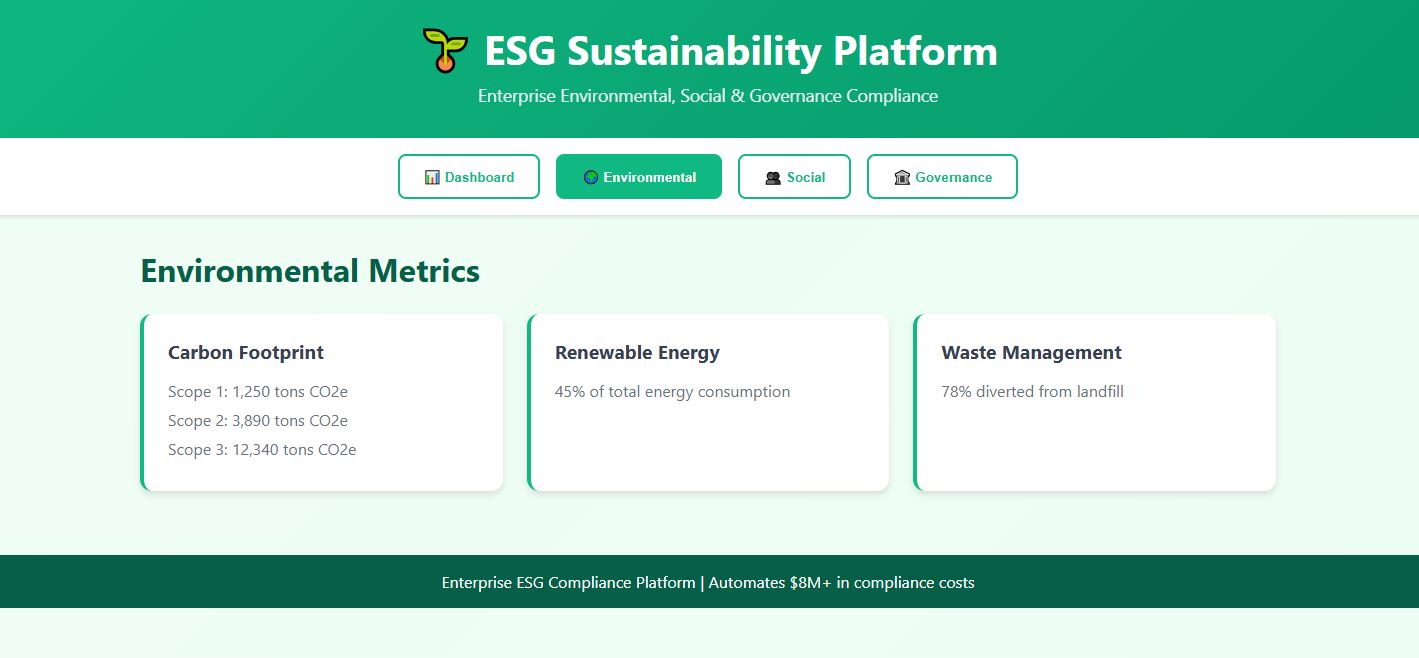 ESG Sustainability Platform
Enterprise Environmental, Social & Governance Compliance
Dashboard
Environmental
Social
Governance
Environmental Metrics
Carbon Footprint
Scope 1: 1,250 tons CO2e
Scope 2: 3,890 tons CO2e
Scope 3: 12,340 tons CO2e
Renewable Energy
45% of total energy consumption
Waste Management
78% diverted from landfill
Enterprise ESG Compliance Platform | Automates $8M+ in compliance costs